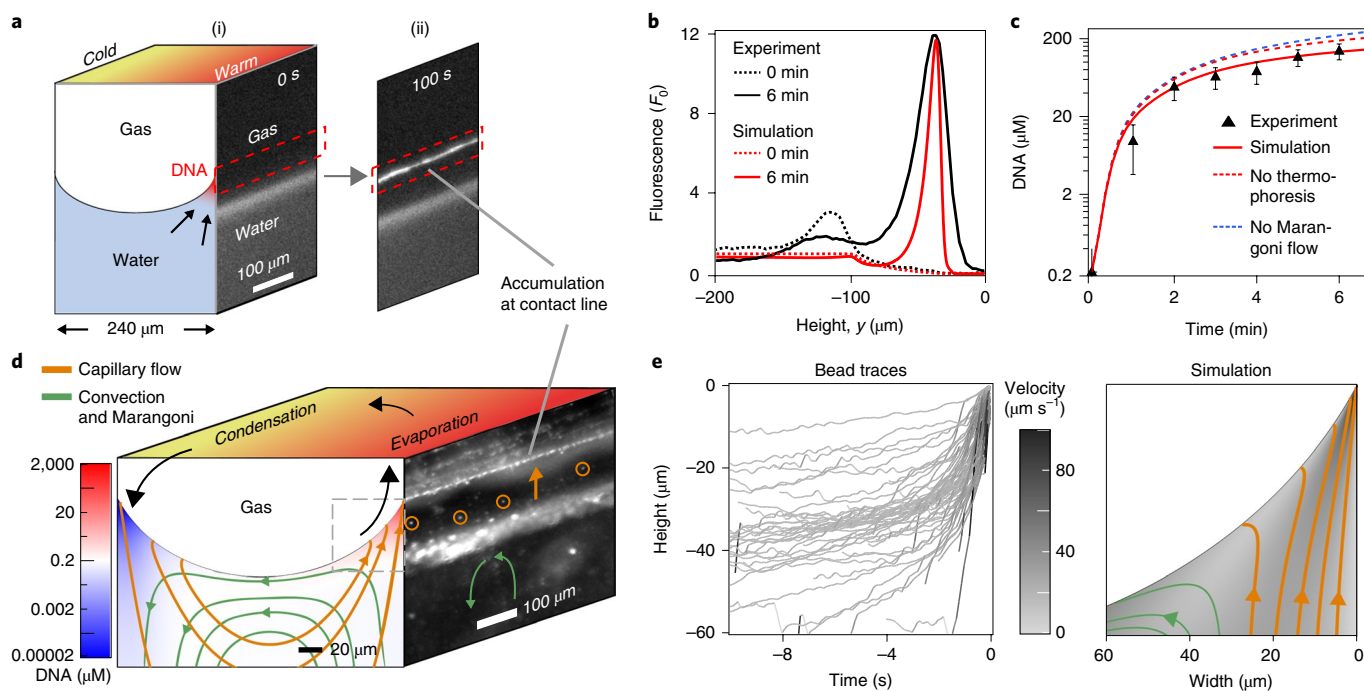 a
(i)
(ii)
Cold
Warm
0 s
100 s
Gas
Gas
DNA
Water
Water
100 µm
240 µm
Accumulation
at contact line
b
12
8
4
0
Fluorescence (F0)
Experiment
0 min
6 min
Simulation
0 min
6 min
−200
−100
0
Height, y (µm)
c
200
20
2
0.2
DNA (µM)
Experiment
Simulation
No thermo-
phoresis
No Maran-
goni flow
0
2
4
6
Time (min)
d
Capillary flow
Convection
and Marangoni
2,000
20
0.2
0.002
0.00002
DNA (µM)
Condensation
Evaporation
Gas
20 µm
100 µm
e
Bead traces
0
−20
−40
−60
Height (µm)
−8
−4
0
Time (s)
Velocity
(µm s−1)
80
40
0
Simulation
60
40
20
0
Width (µm)